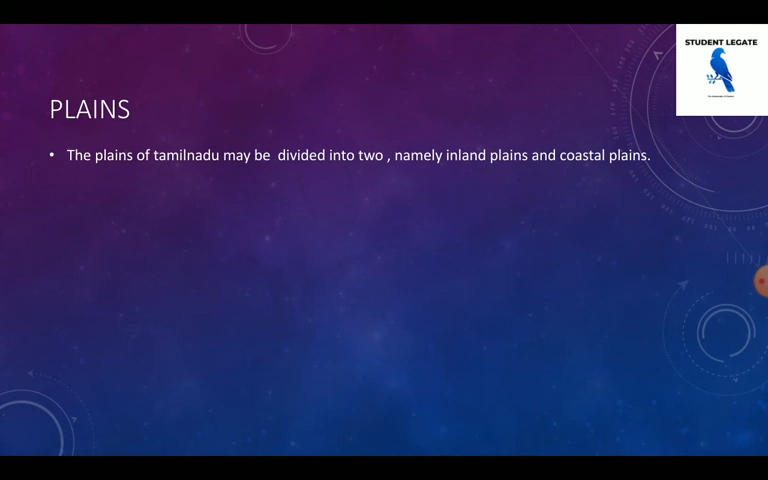 STUDENT LEGATE
PLAINS
• The plains of tamilnadu may be  divided into two , namely inland plains and coastal plains.